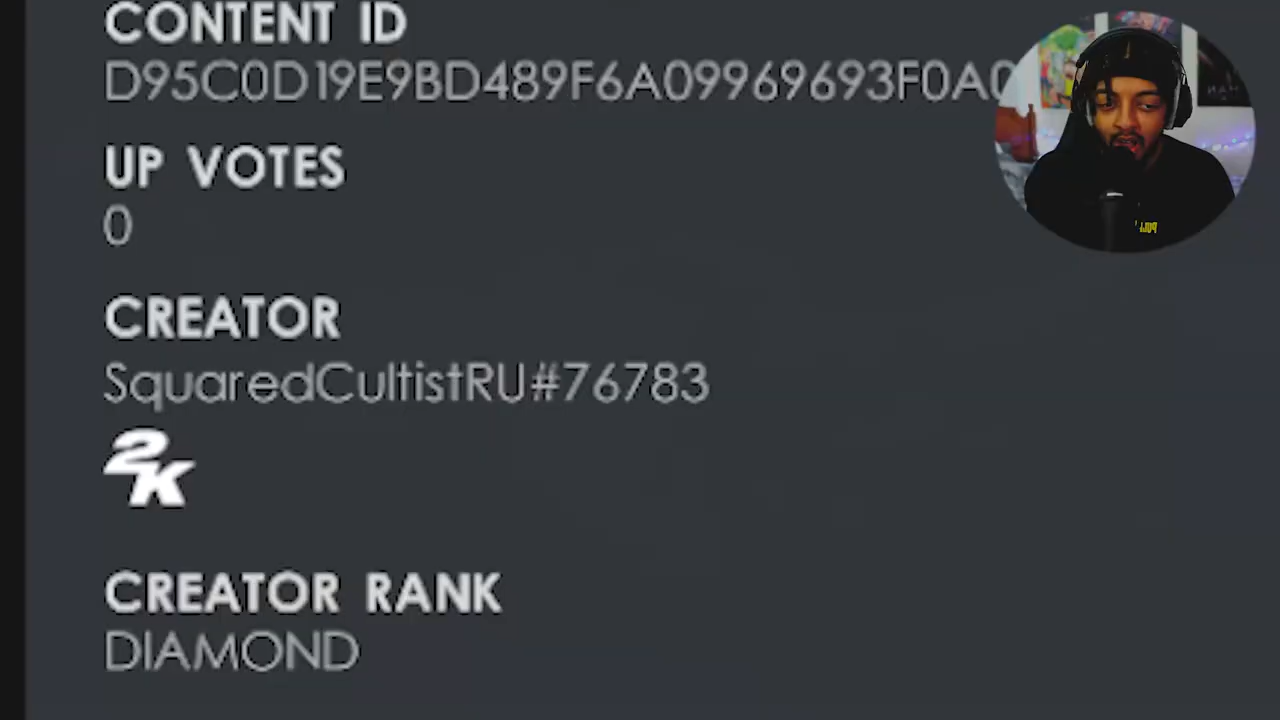 CONTENT ID
D95C0D19E9BD489F6A09969693F0A0
UP VOTES
0
CREATOR
SquaredCultistRU#76783
2K
CREATOR RANK
DIAMOND